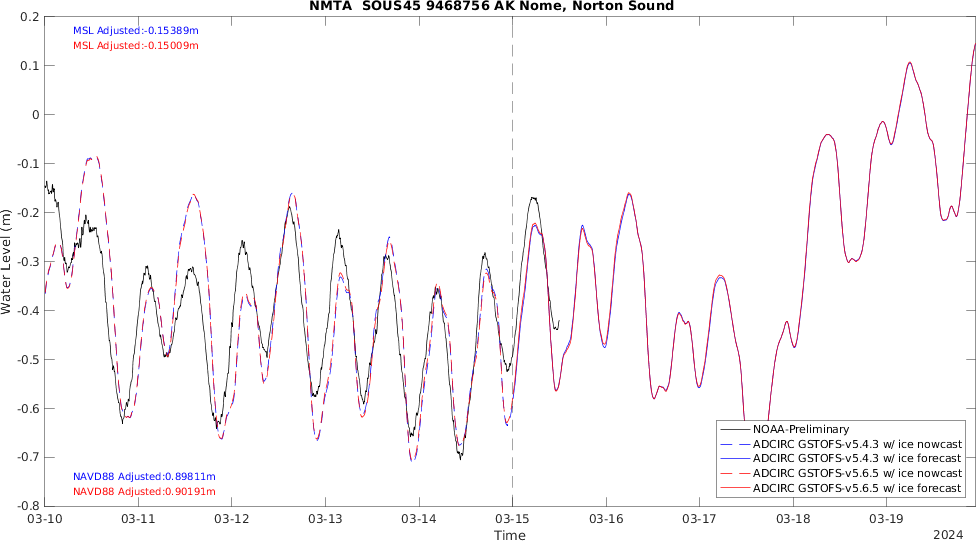 NMTA  SOUS45 9468756 AK Nome, Norton Sound
0.2
MSL Adjusted:-0.15389m
MSL Adjusted:-0.15009m
0.1
0
-0.1
-0.2
-0.3
Water Level (m)
-0.4
-0.5
-0.6
-0.7
-0.8
NOAA-Preliminary
ADCIRC GSTOFS-v5.4.3 w/ ice nowcast
ADCIRC GSTOFS-v5.4.3 w/ ice forecast
ADCIRC GSTOFS-v5.6.5 w/ ice nowcast
ADCIRC GSTOFS-v5.6.5 w/ ice forecast
NAVD88 Adjusted:0.89811m
NAVD88 Adjusted:0.90191m
03-10 03-11 03-12 03-13 03-14 03-15 03-16 03-17 03-18 03-19
Time
2024